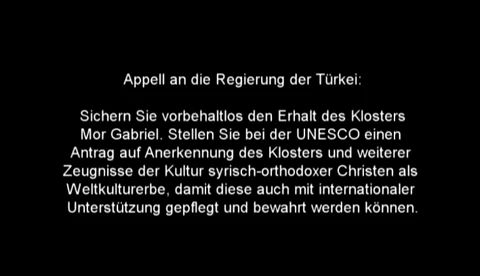 Appell an die Regierung der Türkei:
Sichern Sie vorbehaltlos den Erhalt des Klosters
Mor Gabriel. Stellen Sie bei der UNESCO einen
Antrag auf Anerkennung des Klosters und weiterer
Zeugnisse der Kultur syrisch-orthodoxer Christen als
Weltkulturerbe, damit diese auch mit internationaler
Unterstützung gepflegt und bewahrt werden können.